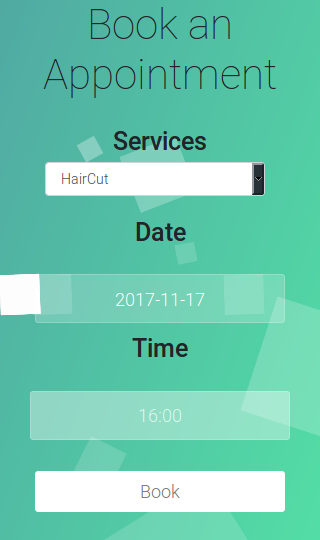 Book an
Appointment
Services
HairCut
Date
2017-11-17
Time
16:00
Book